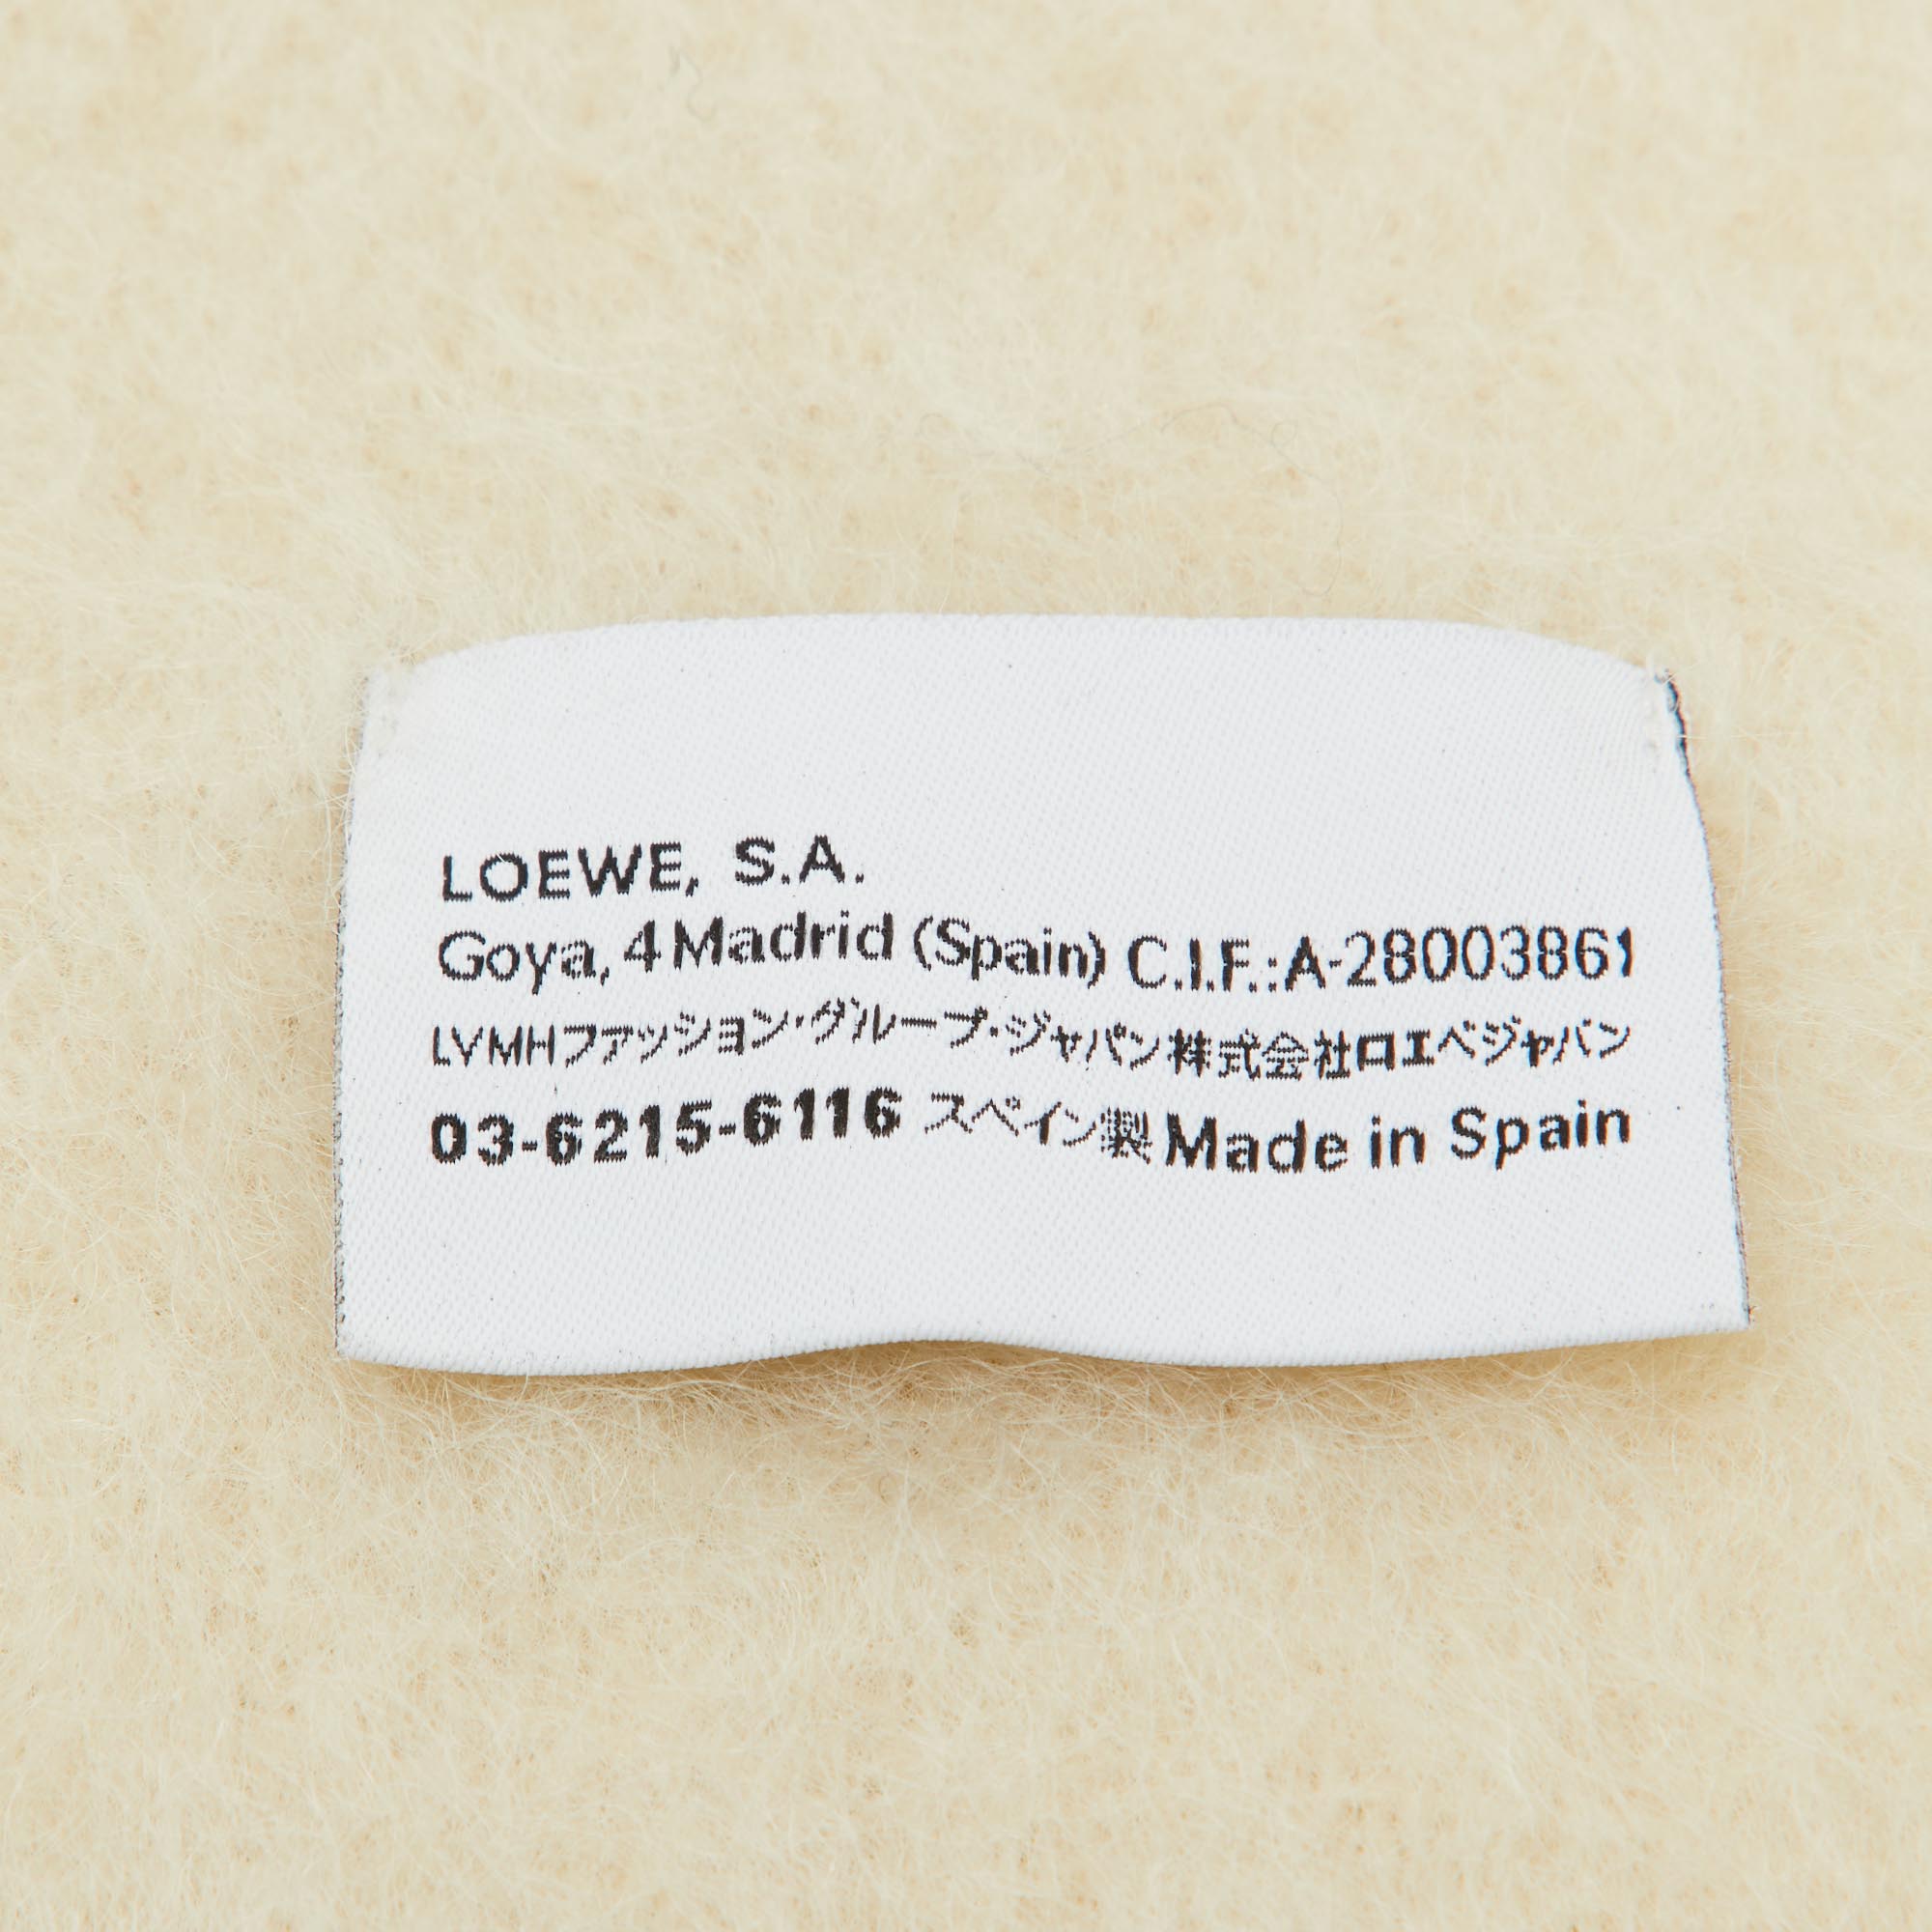 LOEWE, S.A.
Goya, 4 Madrid (Spain) C.I.F.:A-28003861
LVMHファッション・グループ・ジャパン株式会社ロエベジャパン
03-6215-6116 スペイン製 Made in Spain